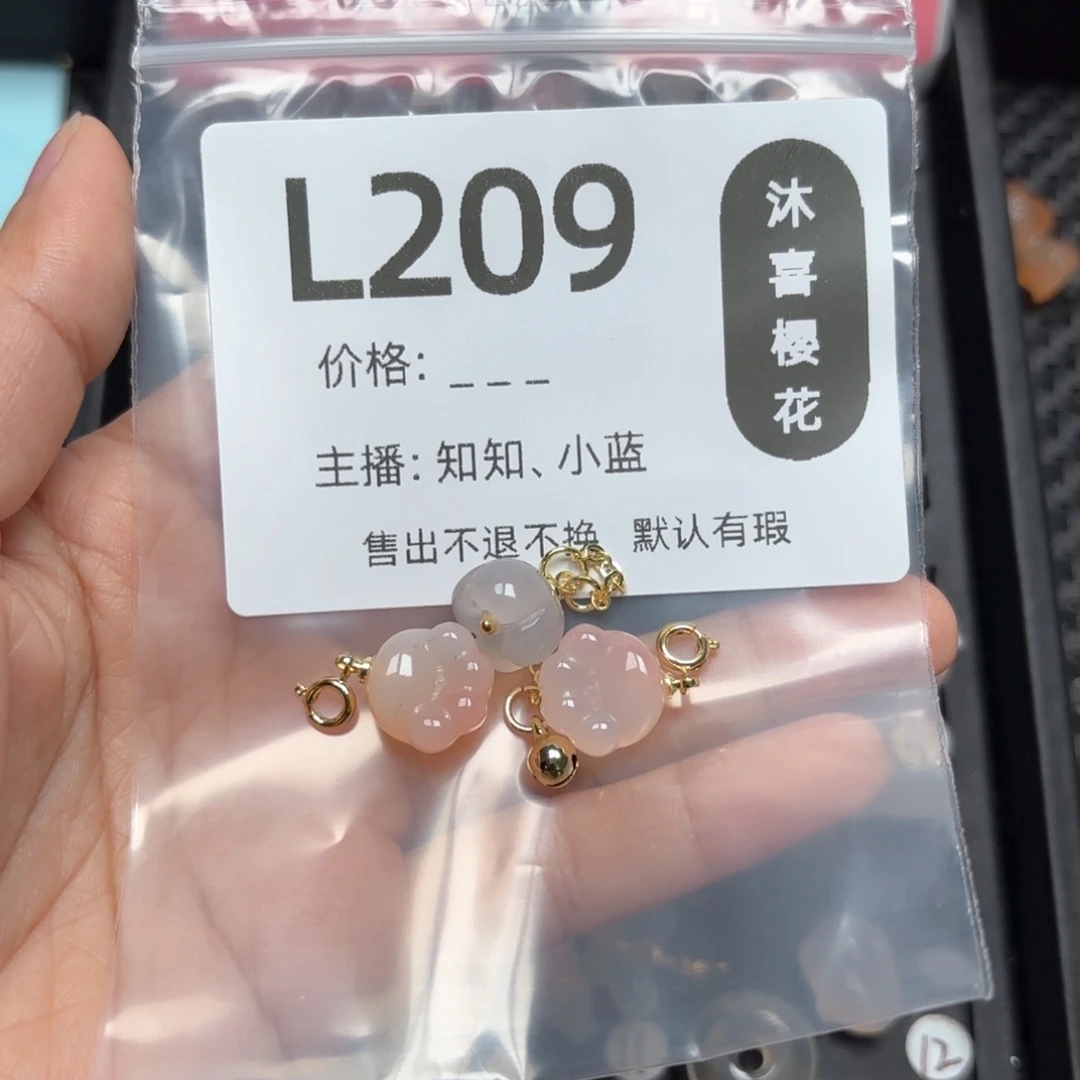 L209
价格: _ _ _
主播: 知知、小蓝
售出不退不换 默认有瑕
沐喜樱花
12